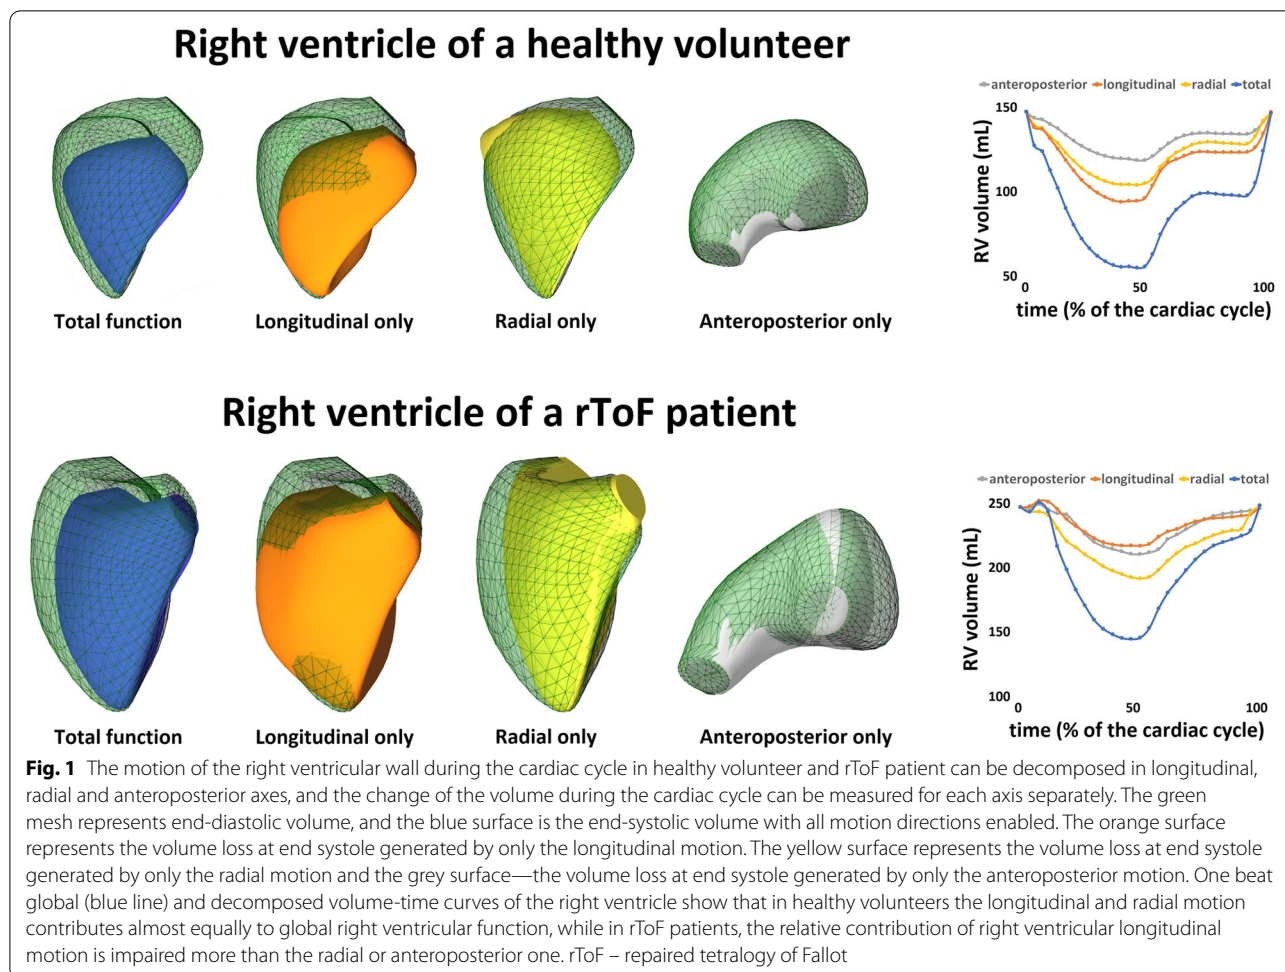 Right ventricle of a healthy volunteer
anteroposterior longitudinal radial total
150
100
50
RV volume (mL)
0 50 100
time (% of the cardiac cycle)
Total function Longitudinal only Radial only Anteroposterior only
Right ventricle of a rToF patient
anteroposterior longitudinal radial total
250
200
150
100
RV volume (mL)
0 50 100
time (% of the cardiac cycle)
Total function Longitudinal only Radial only Anteroposterior only
Fig. 1 The motion of the right ventricular wall during the cardiac cycle in healthy volunteer and rToF patient can be decomposed in longitudinal,
radial and anteroposterior axes, and the change of the volume during the cardiac cycle can be measured for each axis separately. The green
mesh represents end-diastolic volume, and the blue surface is the end-systolic volume with all motion directions enabled. The orange surface
represents the volume loss at end systole generated by only the longitudinal motion. The yellow surface represents the volume loss at end systole
generated by only the radial motion and the grey surface—the volume loss at end systole generated by only the anteroposterior motion. One beat
global (blue line) and decomposed volume-time curves of the right ventricle show that in healthy volunteers the longitudinal and radial motion
contributes almost equally to global right ventricular function, while in rToF patients, the relative contribution of right ventricular longitudinal
motion is impaired more than the radial or anteroposterior one. rToF – repaired tetralogy of Fallot